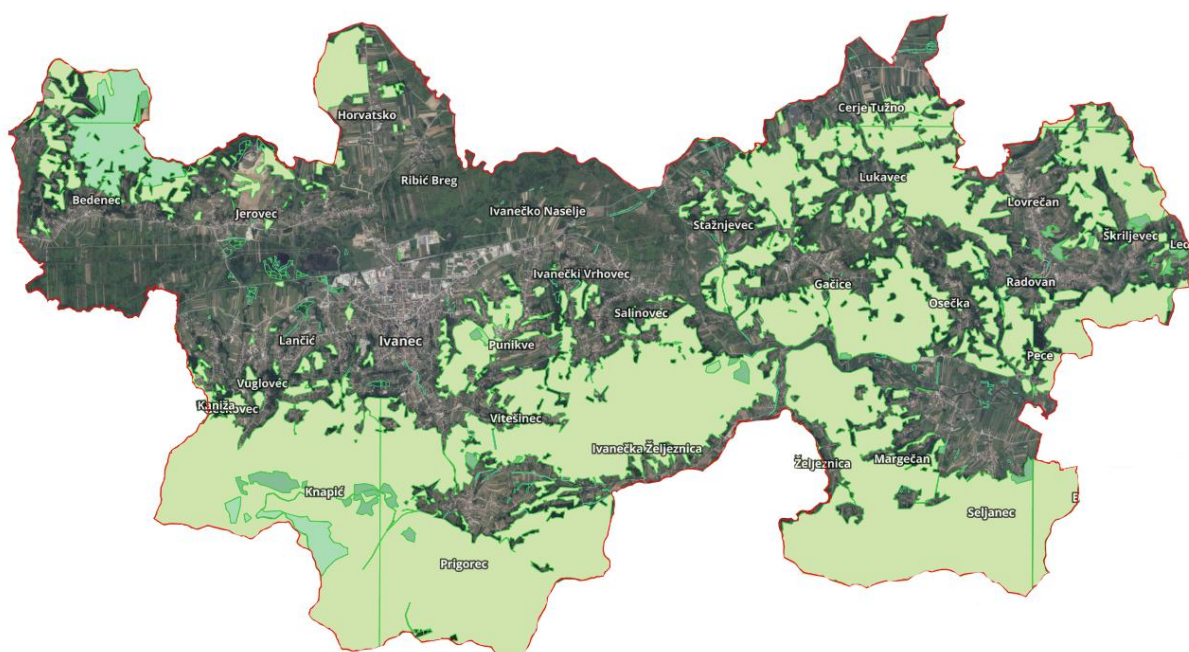 Horvatsko
Cerje Tužno
Ribić Breg
Lukavec
Bedenec
Lovrečan
Jerovec
Ivanečko Naselje
Stažnjevec
Škriljevec
Ivanečki Vrhovec
Gačice
Radovan
Osečka
Salinovec
Lančić
Ivanec
Punikve
Pece
Vuglovec
Kaniža
Vitešinec
Ivanečka Željeznica
Željeznica
Margečan
Knapić
Seljanec
Prigorec